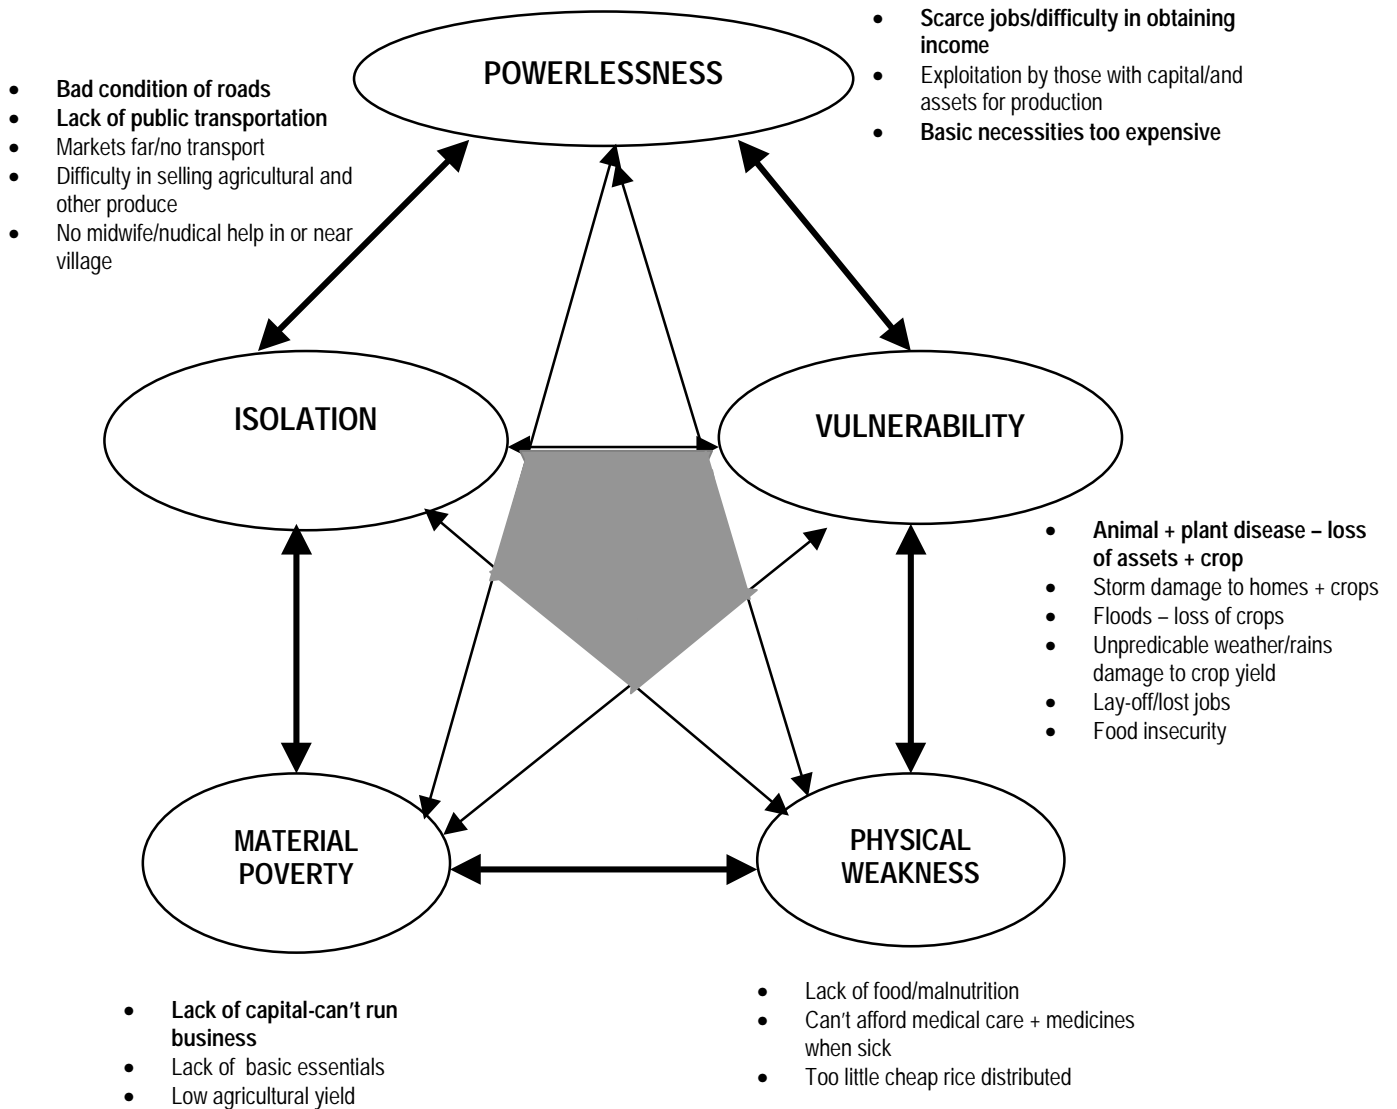 POWERLESSNESS
• Scarce jobs/difficulty in obtaining
income
• Exploitation by those with capital/and
assets for production
• Basic necessities too expensive
• Bad condition of roads
• Lack of public transportation
• Markets far/no transport
• Difficulty in selling agricultural and
other produce
• No midwife/nudical help in or near
village
ISOLATION
VULNERABILITY
• Animal + plant disease – loss
of assets + crop
• Storm damage to homes + crops
• Floods – loss of crops
• Unpredicable weather/rains
damage to crop yield
• Lay-off/lost jobs
• Food insecurity
MATERIAL
POVERTY
PHYSICAL
WEAKNESS
• Lack of capital-can't run
business
• Lack of basic essentials
• Low agricultural yield
• Lack of food/malnutrition
• Can't afford medical care + medicines
when sick
• Too little cheap rice distributed